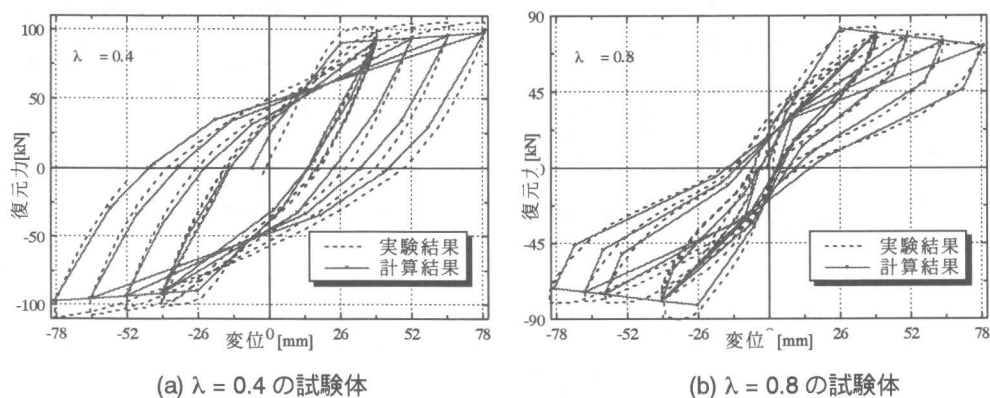 100
50
0
-50
-100
復元力[kN]
λ = 0.4
実験結果
計算結果
-78 -52 -26 0 26 52 78
変位 [mm]
(a) λ = 0.4 の試験体
90
45
0
-45
-90
復元力[kN]
λ = 0.8
実験結果
計算結果
-78 -52 -26 26 52 78
変位 [mm]
(b) λ = 0.8 の試験体